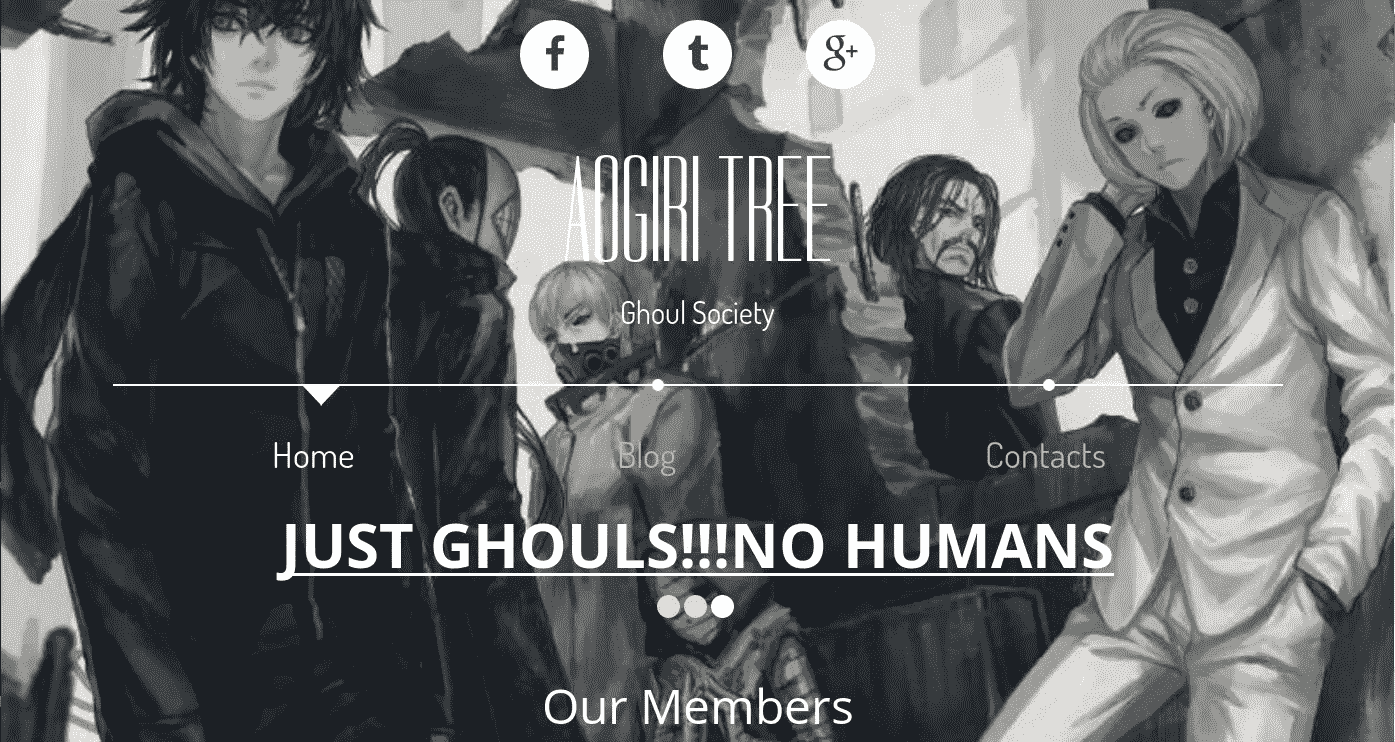 f t g+
AOGIRI TREE
Ghoul Society
Home Blog Contacts
JUST GHOULS!!!NO HUMANS
Our Members